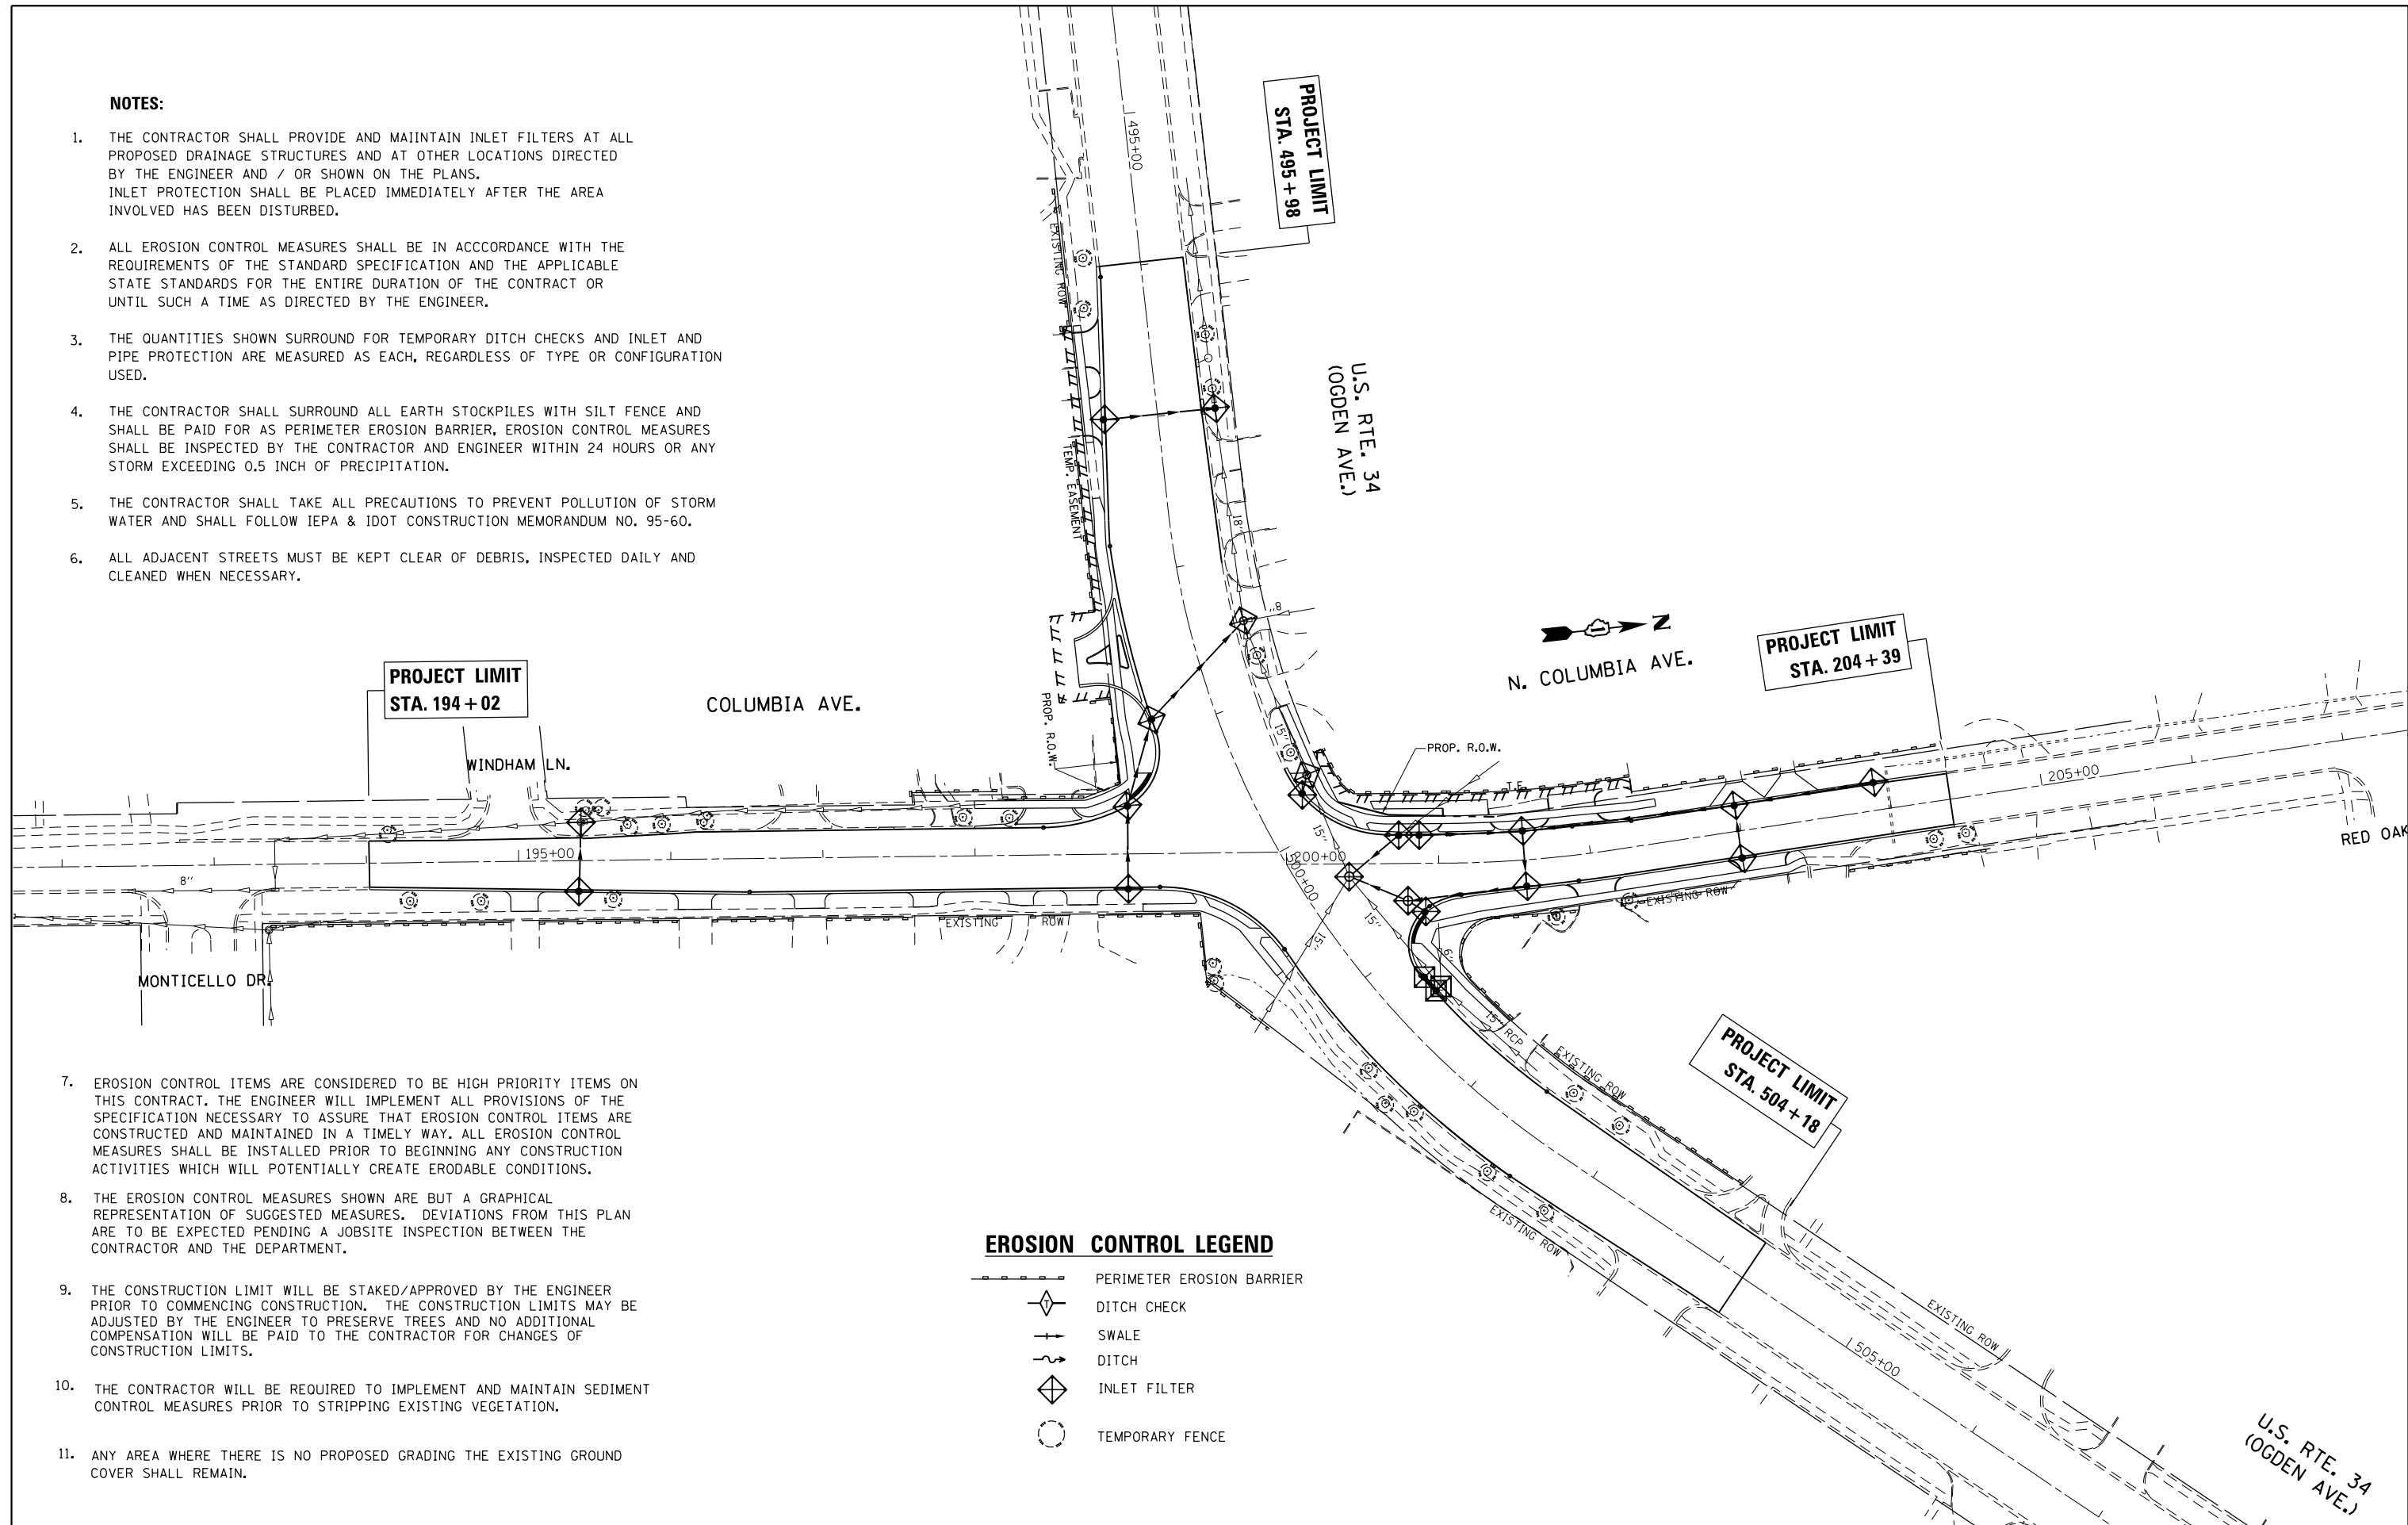 NOTES:
1. THE CONTRACTOR SHALL PROVIDE AND MAIINTAIN INLET FILTERS AT ALL
PROPOSED DRAINAGE STRUCTURES AND AT OTHER LOCATIONS DIRECTED
BY THE ENGINEER AND / OR SHOWN ON THE PLANS.
INLET PROTECTION SHALL BE PLACED IMMEDIATELY AFTER THE AREA
INVOLVED HAS BEEN DISTURBED.
2. ALL EROSION CONTROL MEASURES SHALL BE IN ACCCORDANCE WITH THE
REQUIREMENTS OF THE STANDARD SPECIFICATION AND THE APPLICABLE
STATE STANDARDS FOR THE ENTIRE DURATION OF THE CONTRACT OR
UNTIL SUCH A TIME AS DIRECTED BY THE ENGINEER.
3. THE QUANTITIES SHOWN SURROUND FOR TEMPORARY DITCH CHECKS AND INLET AND
PIPE PROTECTION ARE MEASURED AS EACH, REGARDLESS OF TYPE OR CONFIGURATION
USED.
4. THE CONTRACTOR SHALL SURROUND ALL EARTH STOCKPILES WITH SILT FENCE AND
SHALL BE PAID FOR AS PERIMETER EROSION BARRIER, EROSION CONTROL MEASURES
SHALL BE INSPECTED BY THE CONTRACTOR AND ENGINEER WITHIN 24 HOURS OR ANY
STORM EXCEEDING 0.5 INCH OF PRECIPITATION.
5. THE CONTRACTOR SHALL TAKE ALL PRECAUTIONS TO PREVENT POLLUTION OF STORM
WATER AND SHALL FOLLOW IEPA & IDOT CONSTRUCTION MEMORANDUM NO. 95-60.
6. ALL ADJACENT STREETS MUST BE KEPT CLEAR OF DEBRIS, INSPECTED DAILY AND
CLEANED WHEN NECESSARY.
495+00
PROJECT LIMIT
STA. 495+98
EXISTING ROW
TEMP. EASEMENT
U.S. RTE. 34
(OGDEN AVE.)
18"
8"
N
N. COLUMBIA AVE.
PROJECT LIMIT
STA. 204+39
PROJECT LIMIT
STA. 194+02
COLUMBIA AVE.
WINDHAM LN.
PROP. R.O.W.
PROP. R.O.W.
15"
T.E.
205+00
RED OAK
195+00
200+00
500+00
15"
8"
EXISTING ROW
EXISTING ROW
15"
15"
6"
MONTICELLO DR.
15" RCP
EXISTING ROW
PROJECT LIMIT
STA. 504+18
7. EROSION CONTROL ITEMS ARE CONSIDERED TO BE HIGH PRIORITY ITEMS ON
THIS CONTRACT. THE ENGINEER WILL IMPLEMENT ALL PROVISIONS OF THE
SPECIFICATION NECESSARY TO ASSURE THAT EROSION CONTROL ITEMS ARE
CONSTRUCTED AND MAINTAINED IN A TIMELY WAY. ALL EROSION CONTROL
MEASURES SHALL BE INSTALLED PRIOR TO BEGINNING ANY CONSTRUCTION
ACTIVITIES WHICH WILL POTENTIALLY CREATE ERODABLE CONDITIONS.
8. THE EROSION CONTROL MEASURES SHOWN ARE BUT A GRAPHICAL
REPRESENTATION OF SUGGESTED MEASURES. DEVIATIONS FROM THIS PLAN
ARE TO BE EXPECTED PENDING A JOBSITE INSPECTION BETWEEN THE
CONTRACTOR AND THE DEPARTMENT.
9. THE CONSTRUCTION LIMIT WILL BE STAKED/APPROVED BY THE ENGINEER
PRIOR TO COMMENCING CONSTRUCTION. THE CONSTRUCTION LIMITS MAY BE
ADJUSTED BY THE ENGINEER TO PRESERVE TREES AND NO ADDITIONAL
COMPENSATION WILL BE PAID TO THE CONTRACTOR FOR CHANGES OF
CONSTRUCTION LIMITS.
10. THE CONTRACTOR WILL BE REQUIRED TO IMPLEMENT AND MAINTAIN SEDIMENT
CONTROL MEASURES PRIOR TO STRIPPING EXISTING VEGETATION.
11. ANY AREA WHERE THERE IS NO PROPOSED GRADING THE EXISTING GROUND
COVER SHALL REMAIN.
EROSION CONTROL LEGEND
PERIMETER EROSION BARRIER
T
DITCH CHECK
SWALE
DITCH
INLET FILTER
TEMPORARY FENCE
EXISTING ROW
EXISTING ROW
505+00
U.S. RTE. 34
(OGDEN AVE.)